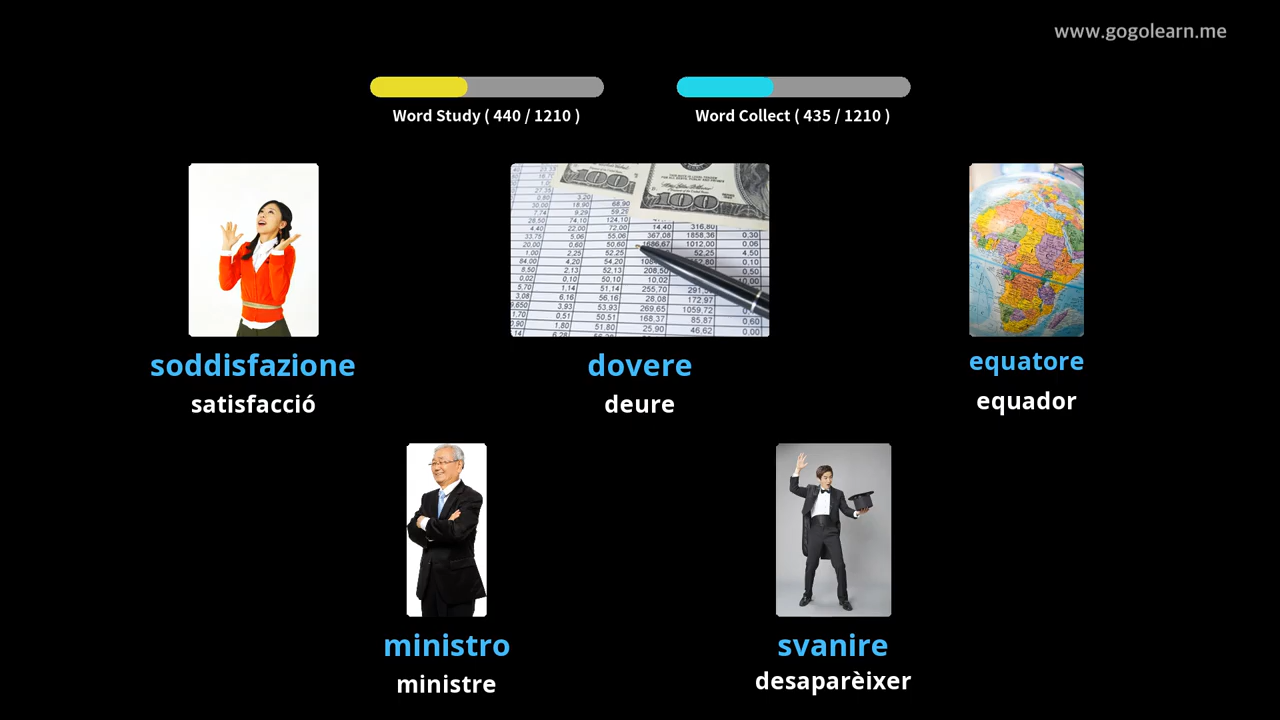 www.gogolearn.me
Word Study ( 440 / 1210 )
Word Collect ( 435 / 1210 )
soddisfazione
satisfacció
dovere
deure
equatore
equador
ministro
ministre
svanire
desaparèixer